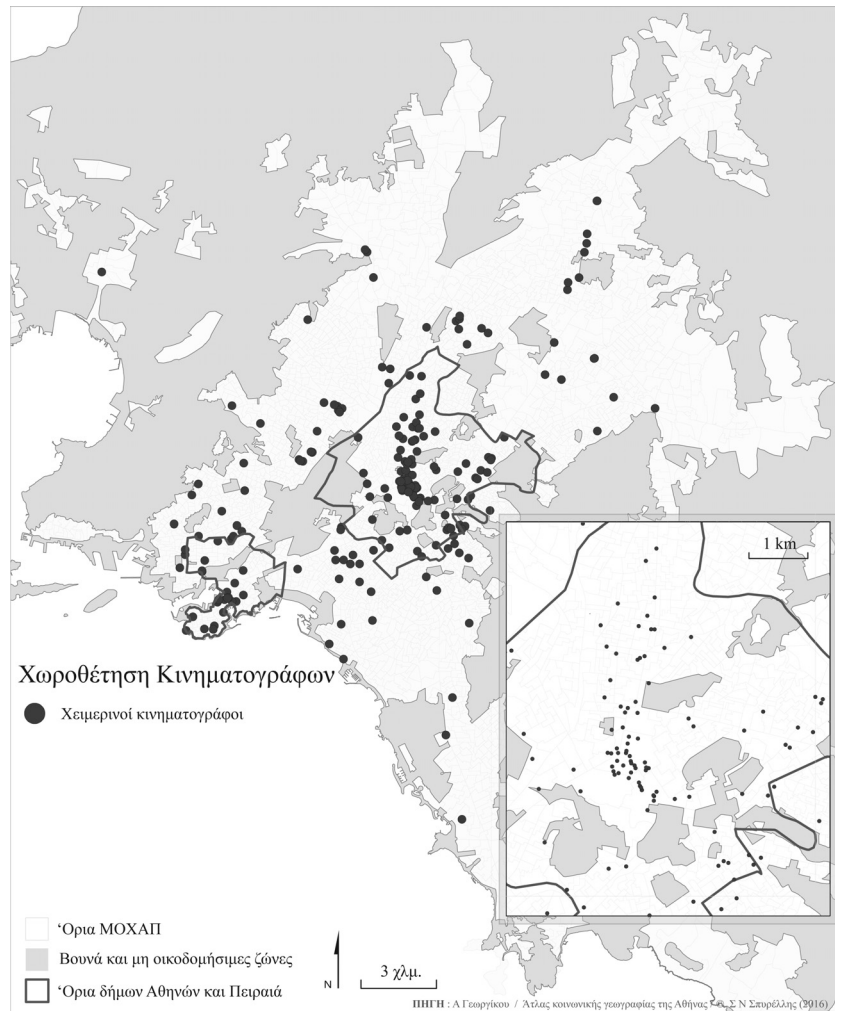 1 km
Χωροθέτηση Κινηματογράφων
Χειμερινοί κινηματογράφοι
‘Ορια ΜΟΧΑΠ
Βουνά και μη οικοδομήσιμες ζώνες
‘Ορια δήμων Αθηνών και Πειραιά
N
3 χλμ.
ΠΗΓΗ : Α Γεωργίκου / Άτλας κοινωνικής γεωγραφίας της Αθήνας - ©, Σ Ν Σπυρέλλης (2016)